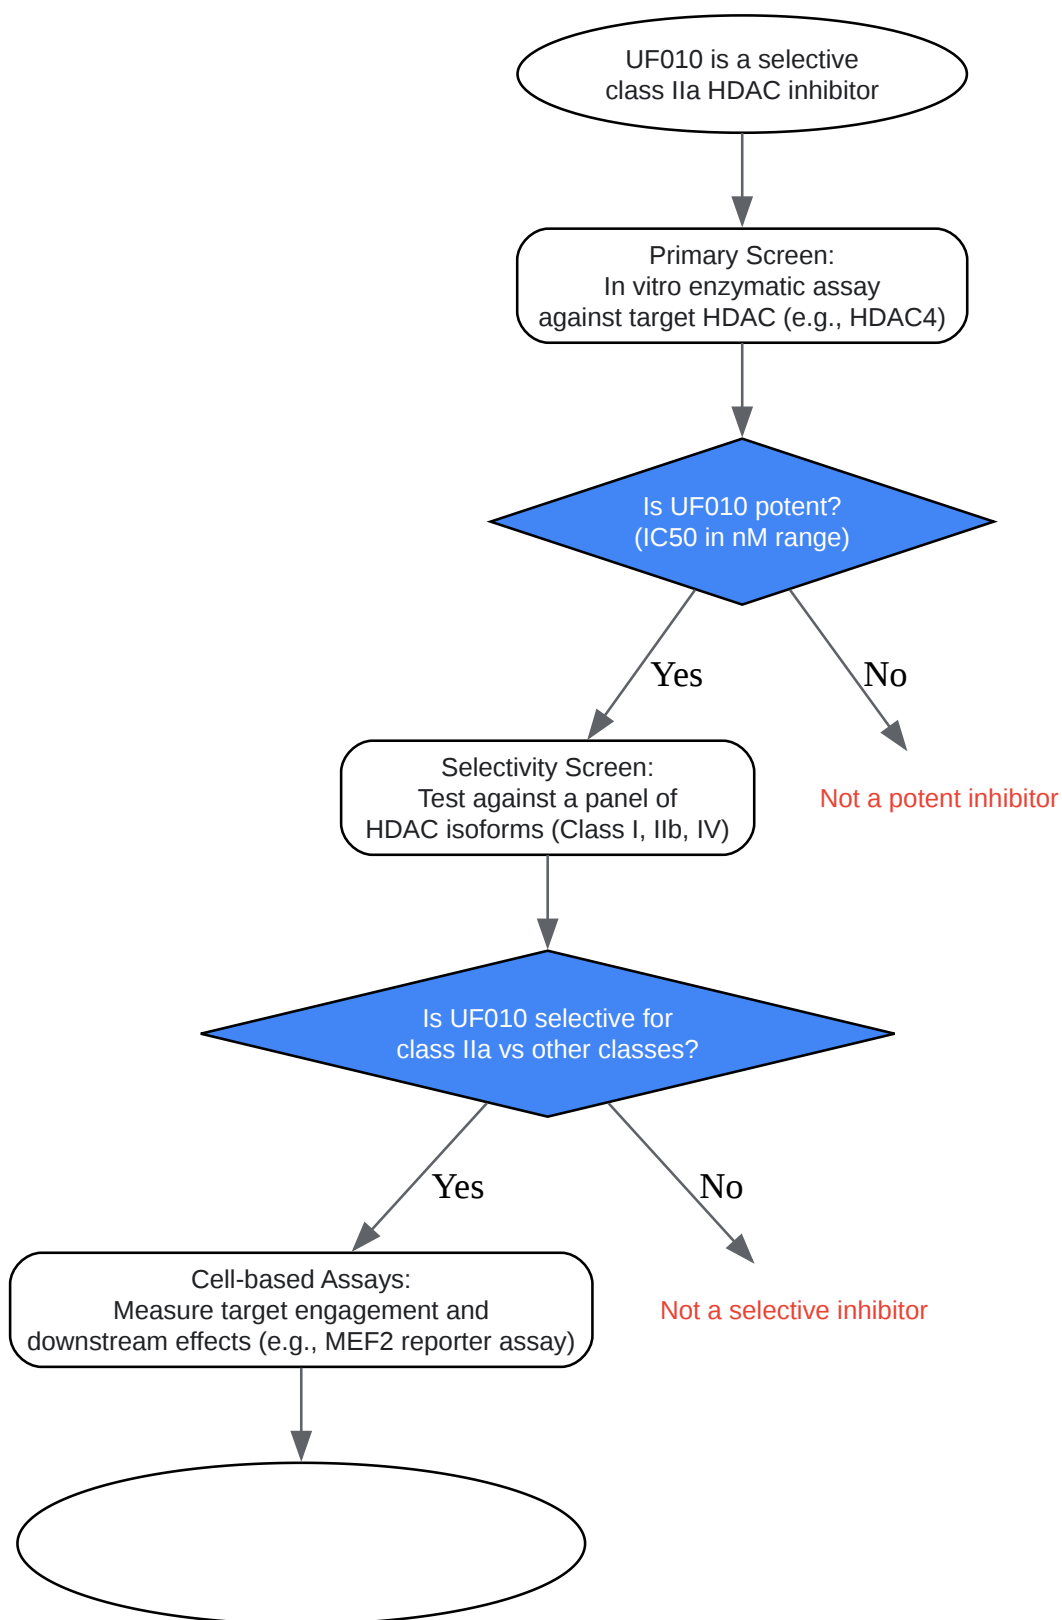 UF010 is a selective
class IIa HDAC inhibitor
Primary Screen:
In vitro enzymatic assay
against target HDAC (e.g., HDAC4)
Is UF010 potent?
(IC50 in nM range)
Yes
No
Selectivity Screen:
Test against a panel of
HDAC isoforms (Class I, IIb, IV)
Not a potent inhibitor
Is UF010 selective for
class IIa vs other classes?
Yes
No
Cell-based Assays:
Measure target engagement and
downstream effects (e.g., MEF2 reporter assay)
Not a selective inhibitor